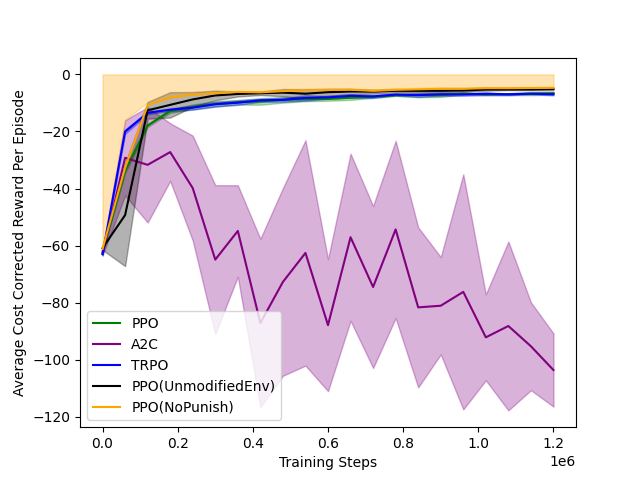 Average Cost Corrected Reward Per Episode
0
−20
−40
−60
−80
−100
−120
PPO
A2C
TRPO
PPO(UnmodifiedEnv)
PPO(NoPunish)
0.0 0.2 0.4 0.6 0.8 1.0 1.2
1e6
Training Steps